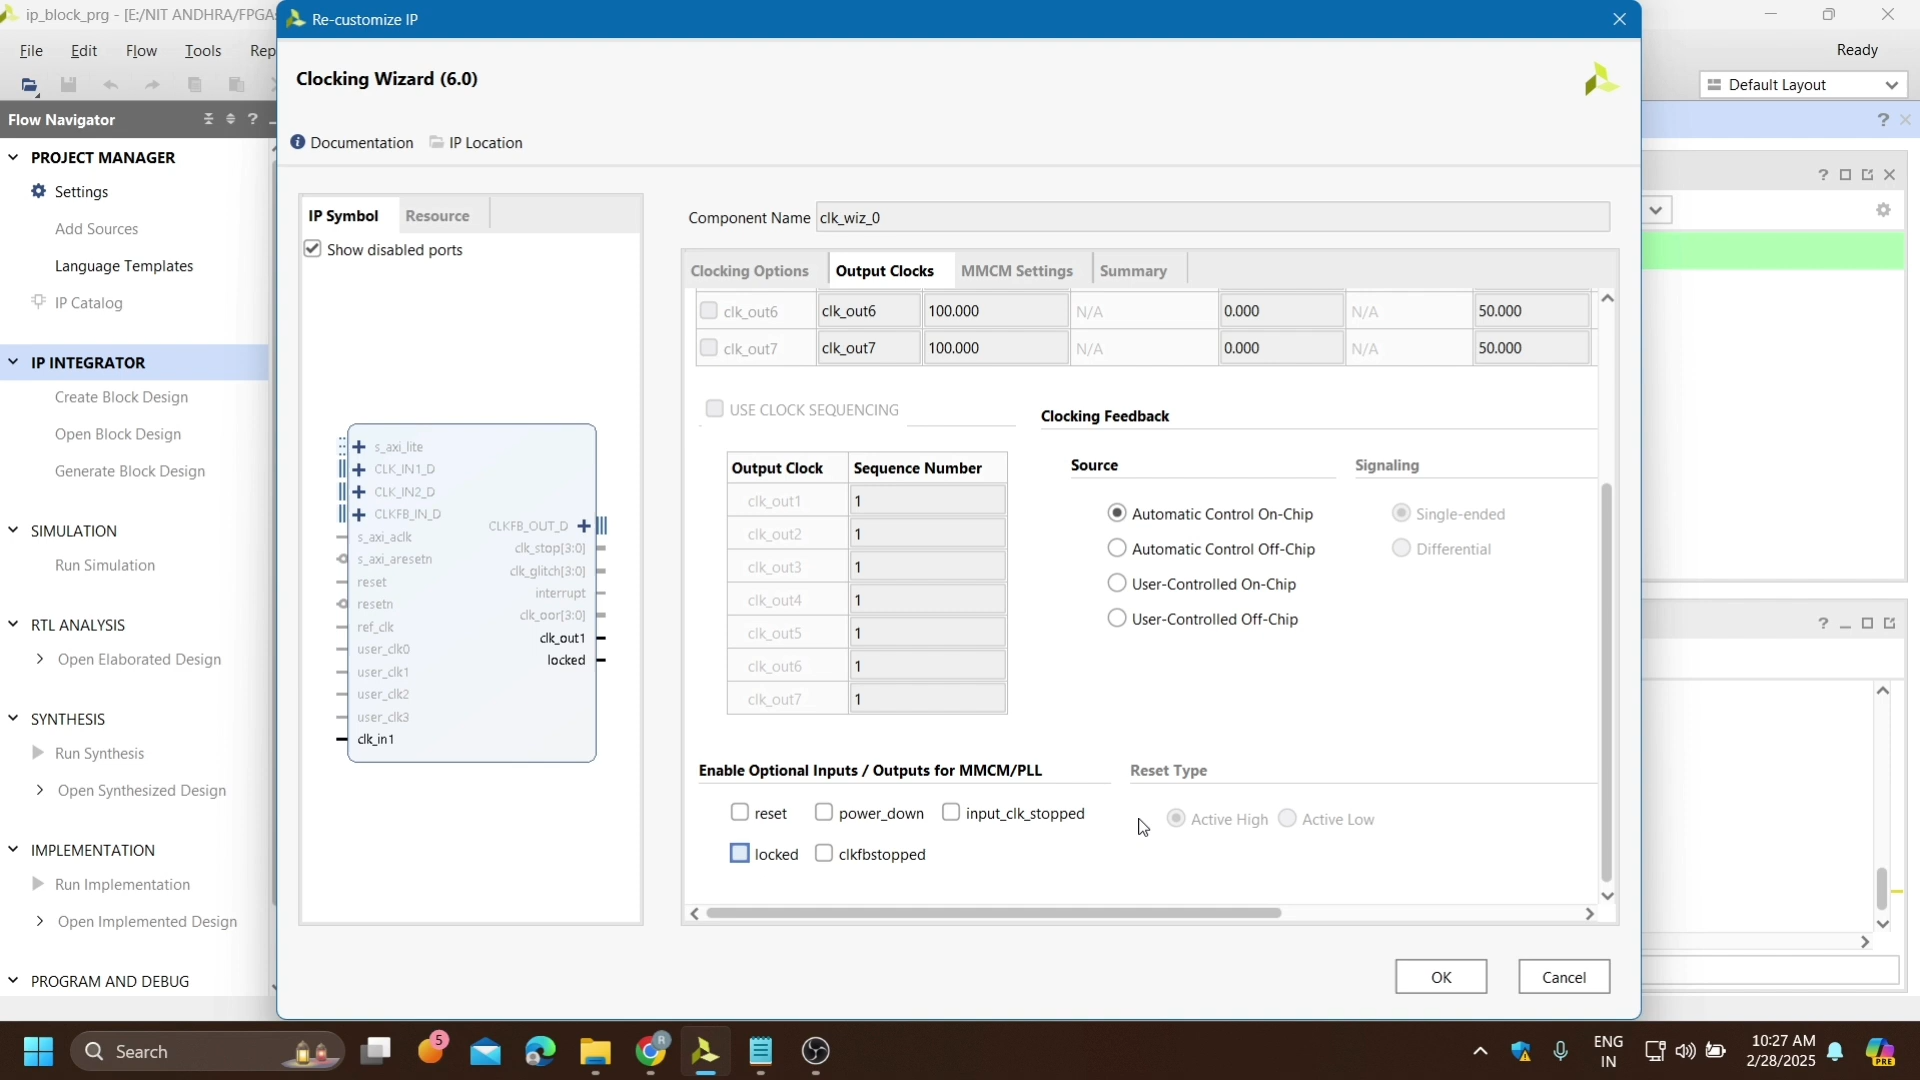 ip_block_prg - [E:/NIT ANDHRA/FPGA
Re-customize IP
File Edit Flow Tools Rep
Ready
Default Layout
Clocking Wizard (6.0)
Flow Navigator
Documentation IP Location
PROJECT MANAGER
Settings
Add Sources
Language Templates
IP Catalog
IP INTEGRATOR
Create Block Design
Open Block Design
Generate Block Design
SIMULATION
Run Simulation
RTL ANALYSIS
Open Elaborated Design
SYNTHESIS
Run Synthesis
Open Synthesized Design
IMPLEMENTATION
Run Implementation
Open Implemented Design
PROGRAM AND DEBUG
IP Symbol Resource
Show disabled ports
s_axi_lite
CLK_IN1_D
CLK_IN2_D
CLKFB_IN_D
s_axi_aclk
s_axi_aresetn
reset
resetn
ref_clk
user_clk0
user_clk1
user_clk2
user_clk3
clk_in1
CLKFB_OUT_D
clk_stop[3:0]
clk_glitch[3:0]
interrupt
clk_oor[3:0]
clk_out1
locked
Component Name clk_wiz_0
Clocking Options Output Clocks MMCM Settings Summary
clk_out6 clk_out6 100.000 N/A 0.000 N/A 50.000
clk_out7 clk_out7 100.000 N/A 0.000 N/A 50.000
USE CLOCK SEQUENCING
Output Clock Sequence Number
clk_out1 1
clk_out2 1
clk_out3 1
clk_out4 1
clk_out5 1
clk_out6 1
clk_out7 1
Clocking Feedback
Source Signaling
Automatic Control On-Chip Single-ended
Automatic Control Off-Chip Differential
User-Controlled On-Chip
User-Controlled Off-Chip
Enable Optional Inputs / Outputs for MMCM/PLL
reset power_down input_clk_stopped
locked clkfbstopped
Reset Type
Active High Active Low
OK Cancel
Search
5
ENG
IN
10:27 AM
2/28/2025
PRE